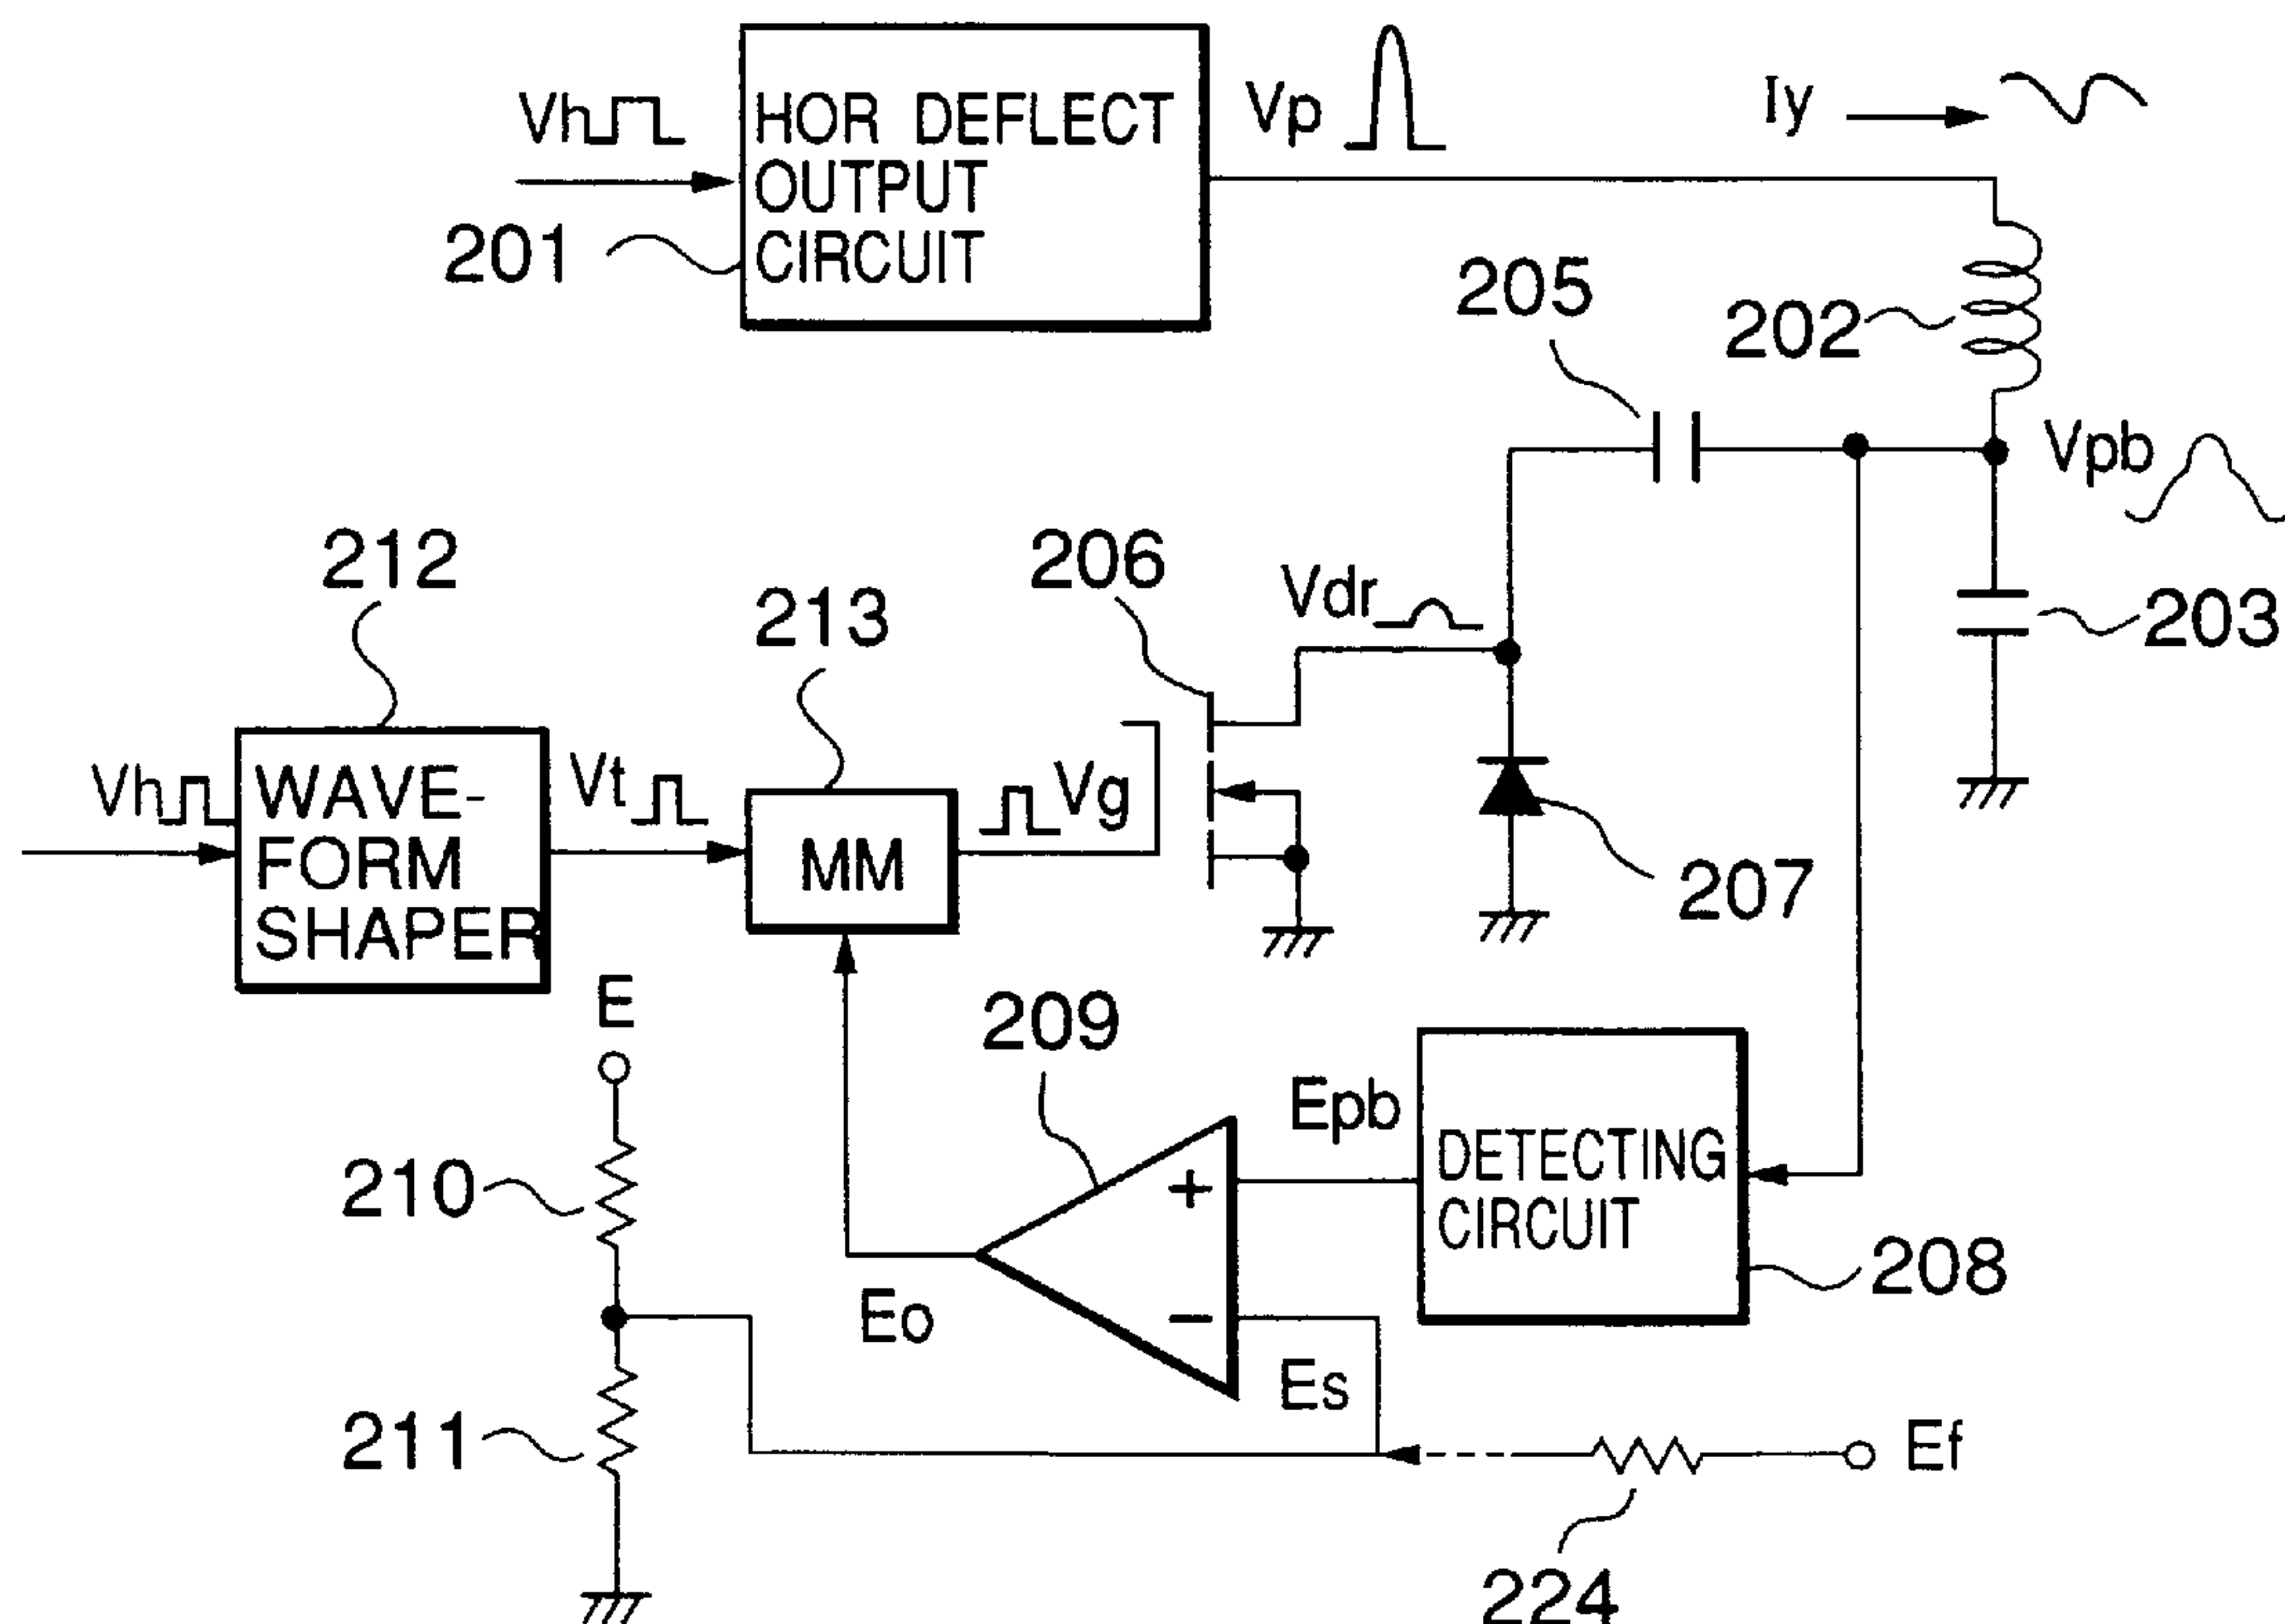 Vh
HOR DEFLECT
OUTPUT
CIRCUIT
Vp
Iy
201
205
202
Vpb
203
212
213
206
Vdr
Vh
WAVE-
FORM
SHAPER
Vt
MM
Vg
207
E
209
Epb
DETECTING
CIRCUIT
208
210
+
−
Eo
Es
211
Ef
224